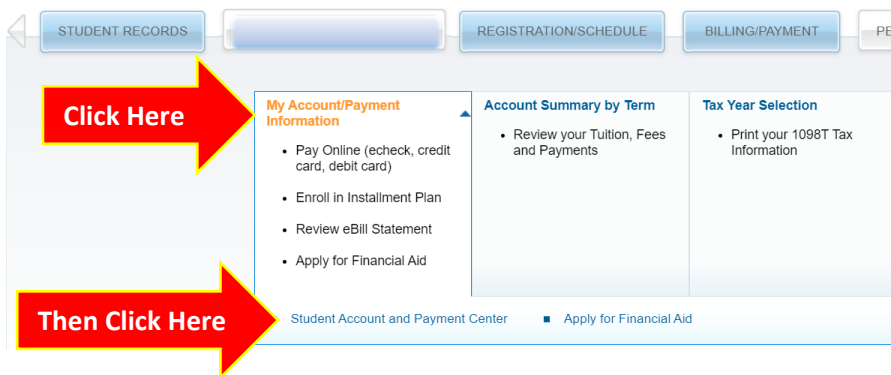 STUDENT RECORDS
REGISTRATION/SCHEDULE
BILLING/PAYMENT
PE
Click Here
My Account/Payment
Information
• Pay Online (echeck, credit
card, debit card)
• Enroll in Installment Plan
• Review eBill Statement
• Apply for Financial Aid
Account Summary by Term
• Review your Tuition, Fees
and Payments
Tax Year Selection
• Print your 1098T Tax
Information
Then Click Here
Student Account and Payment Center
■ Apply for Financial Aid